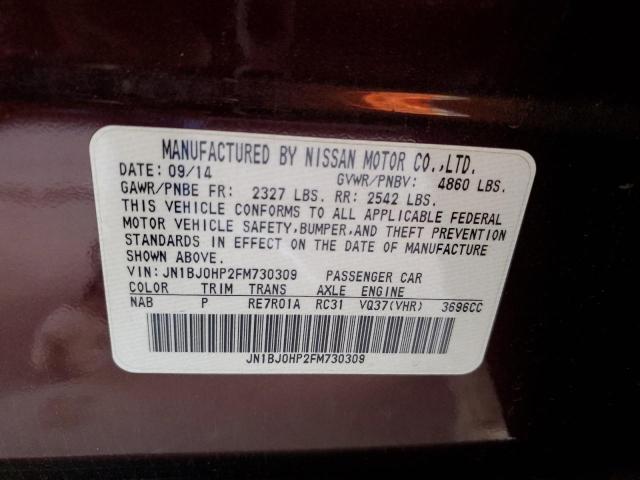 MANUFACTURED BY NISSAN MOTOR CO.,LTD.
DATE: 09/14 GVWR/PNBV: 4860 LBS.
GAWR/PNBE FR: 2327 LBS. RR: 2542 LBS.
THIS VEHICLE CONFORMS TO ALL APPLICABLE FEDERAL
MOTOR VEHICLE SAFETY,BUMPER,AND THEFT PREVENTION
STANDARDS IN EFFECT ON THE DATE OF MANUFACTURE
SHOWN ABOVE.
VIN: JN1BJ0HP2FM730309 PASSENGER CAR
COLOR TRIM TRANS AXLE ENGINE
NAB P RE7R01A RC31 VQ37(VHR) 3696CC
JN1BJ0HP2FM730309